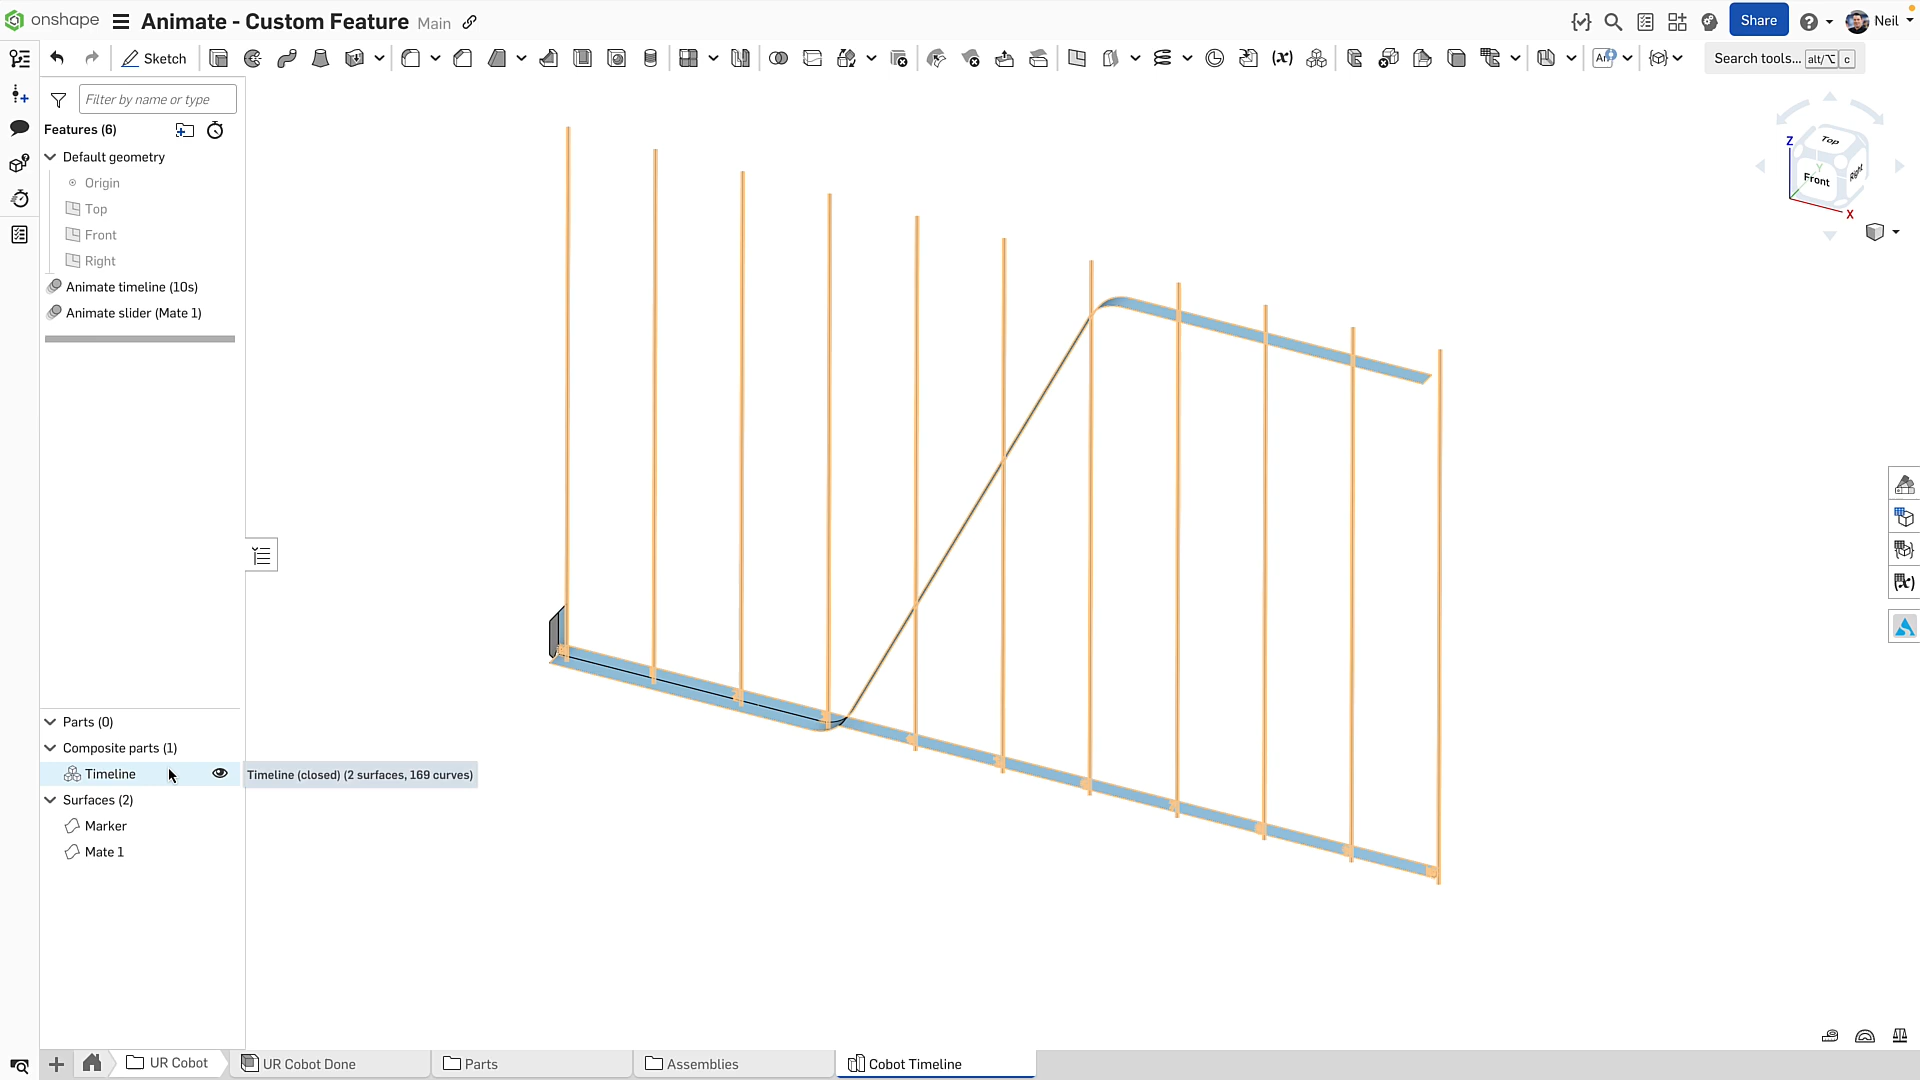 onshape
Animate - Custom Feature Main
Share
Neil
Sketch
Search tools... alt/⌥ c
Filter by name or type
Features (6)
Default geometry
Origin
Top
Front
Right
Animate timeline (10s)
Animate slider (Mate 1)
Top
Front
Right
Z
Y
X
Parts (0)
Composite parts (1)
Timeline
Timeline (closed) (2 surfaces, 169 curves)
Surfaces (2)
Marker
Mate 1
UR Cobot
UR Cobot Done
Parts
Assemblies
Cobot Timeline